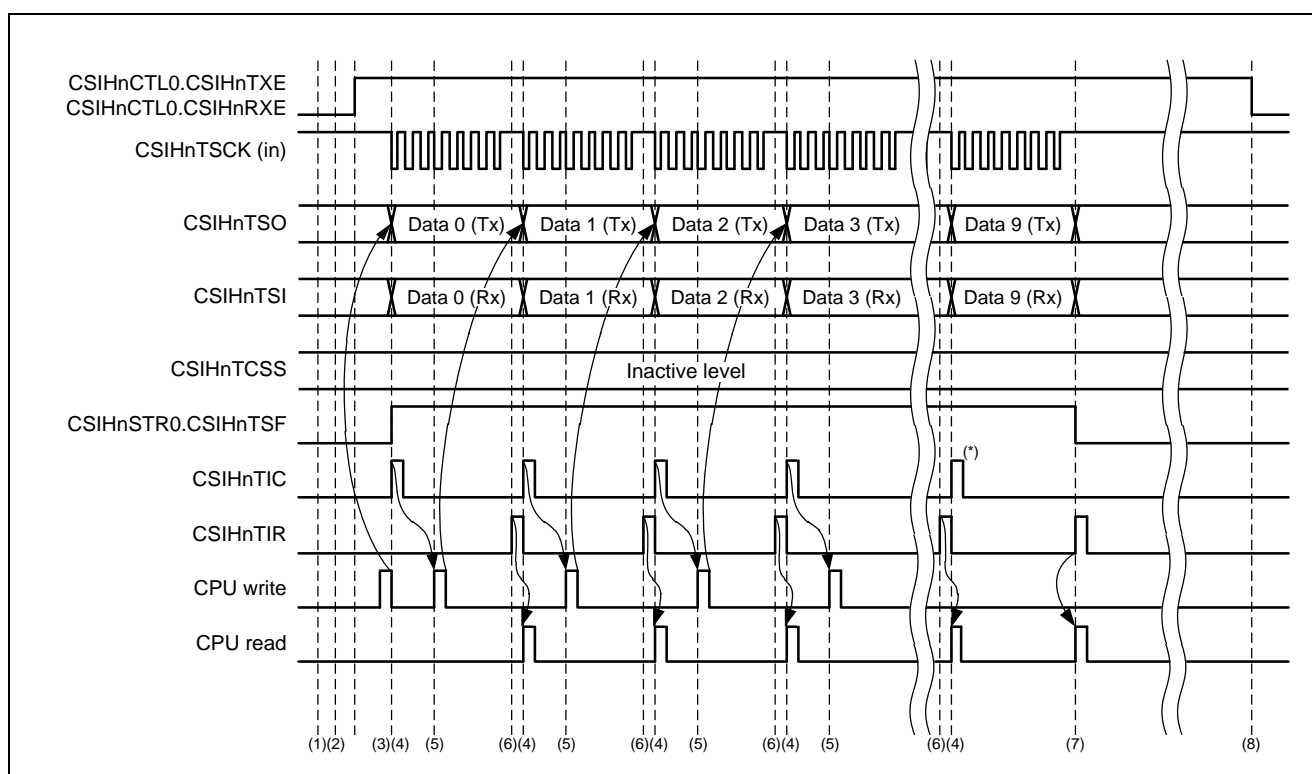 CSIHnCTL0.CSIHnTXE
CSIHnCTL0.CSIHnRXE
CSIHnTSCK (in)
CSIHnTSO
Data 0 (Tx) Data 1 (Tx) Data 2 (Tx) Data 3 (Tx) Data 9 (Tx)
CSIHnTSI
Data 0 (Rx) Data 1 (Rx) Data 2 (Rx) Data 3 (Rx) Data 9 (Rx)
CSIHnTCSS
Inactive level
CSIHnSTR0.CSIHnTSF
CSIHnTIC
(*)
CSIHnTIR
CPU write
CPU read
(1)(2) (3)(4) (5) (6)(4) (5) (6)(4) (5) (6)(4) (5) (6)(4) (7) (8)